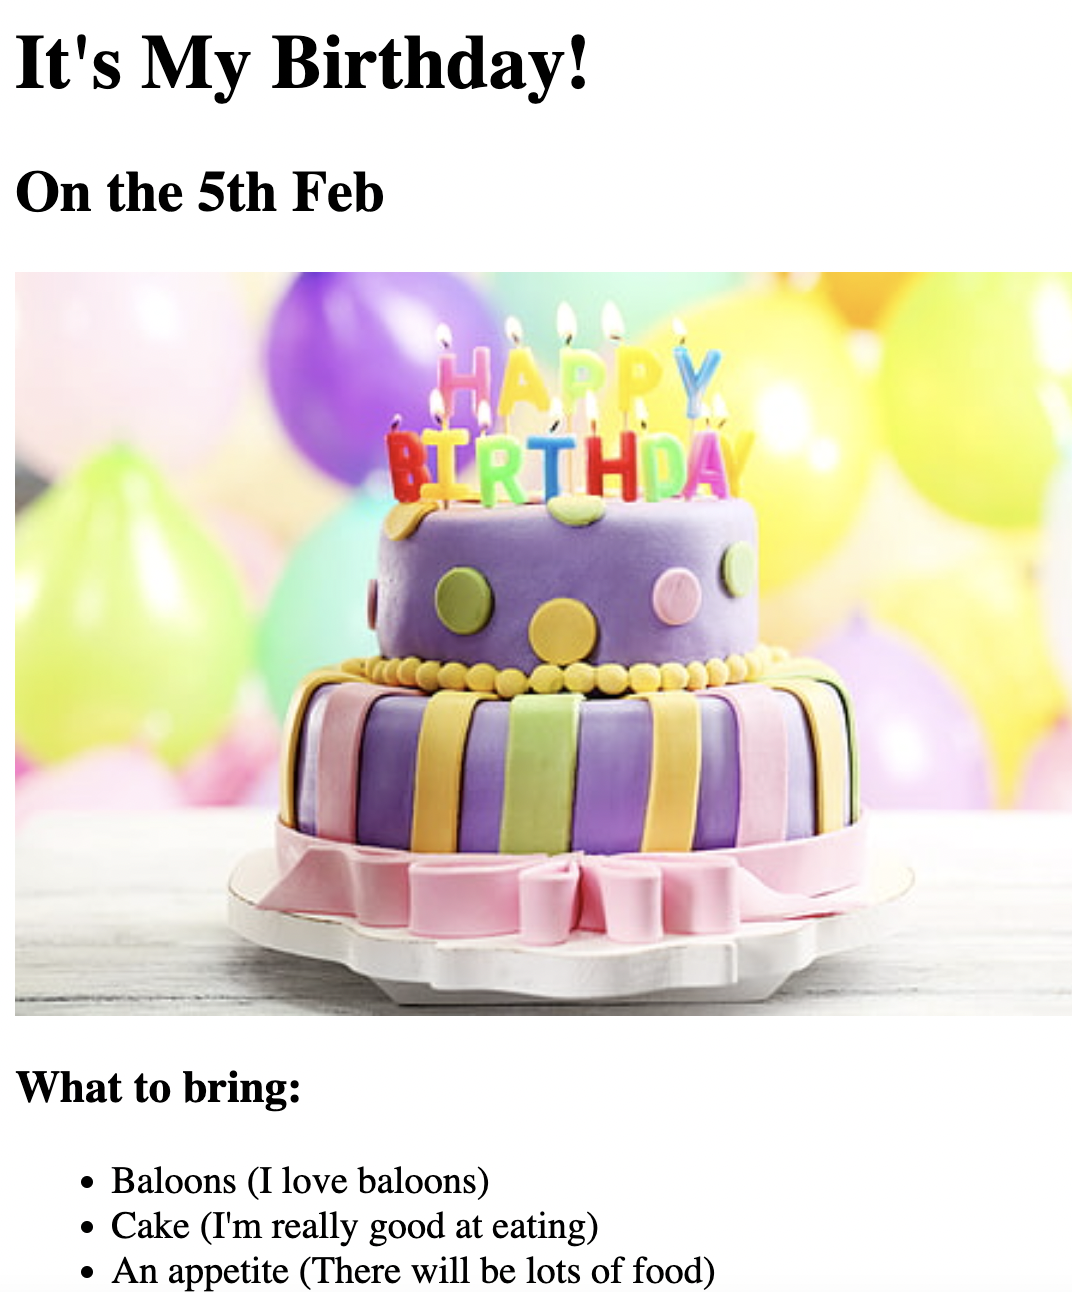 It's My Birthday!
On the 5th Feb
HAPPY
BIRTHDAY
What to bring:
Baloons (I love baloons)
Cake (I'm really good at eating)
An appetite (There will be lots of food)